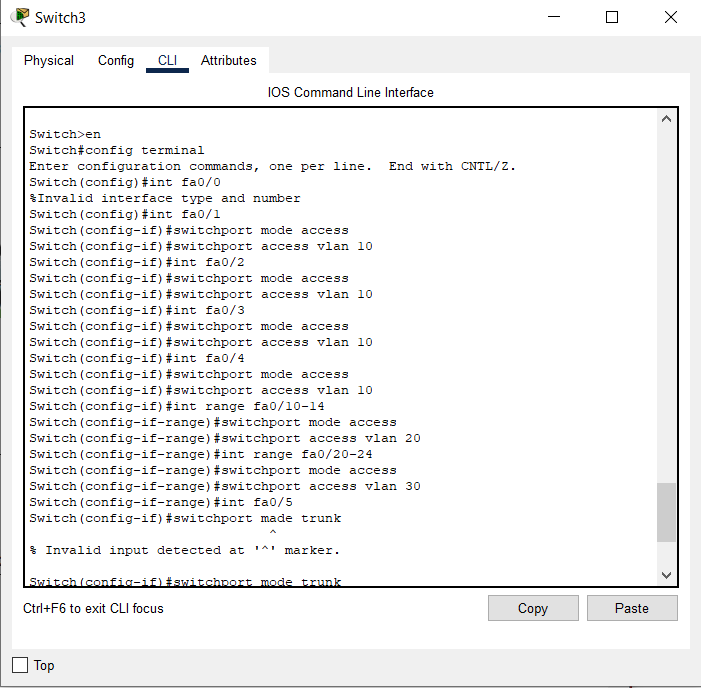 Switch3
Physical Config CLI Attributes
IOS Command Line Interface
Switch>en
Switch#config terminal
Enter configuration commands, one per line.  End with CNTL/Z.
Switch(config)#int fa0/0
%Invalid interface type and number
Switch(config)#int fa0/1
Switch(config-if)#switchport mode access
Switch(config-if)#switchport access vlan 10
Switch(config-if)#int fa0/2
Switch(config-if)#switchport mode access
Switch(config-if)#switchport access vlan 10
Switch(config-if)#int fa0/3
Switch(config-if)#switchport mode access
Switch(config-if)#switchport access vlan 10
Switch(config-if)#int fa0/4
Switch(config-if)#switchport mode access
Switch(config-if)#switchport access vlan 10
Switch(config-if)#int range fa0/10-14
Switch(config-if-range)#switchport mode access
Switch(config-if-range)#switchport access vlan 20
Switch(config-if-range)#int range fa0/20-24
Switch(config-if-range)#switchport mode access
Switch(config-if-range)#switchport access vlan 30
Switch(config-if-range)#int fa0/5
Switch(config-if)#switchport made trunk
^
% Invalid input detected at '^' marker.
Switch(config-if)#switchport mode trunk
Ctrl+F6 to exit CLI focus
Copy Paste
Top